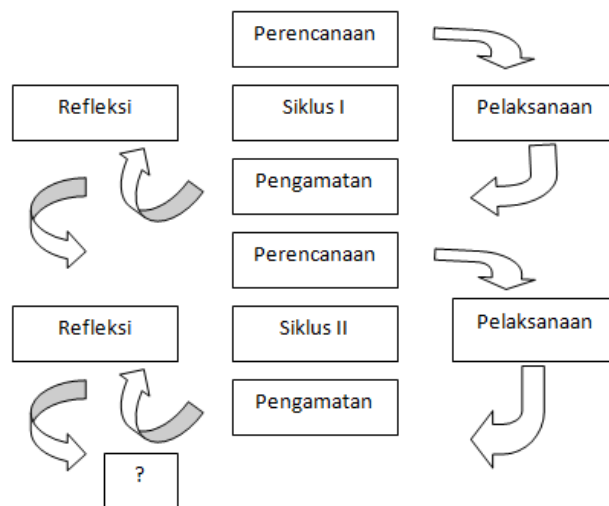 Perencanaan
Refleksi
Siklus I
Pelaksanaan
Pengamatan
Perencanaan
Refleksi
Siklus II
Pelaksanaan
Pengamatan
?